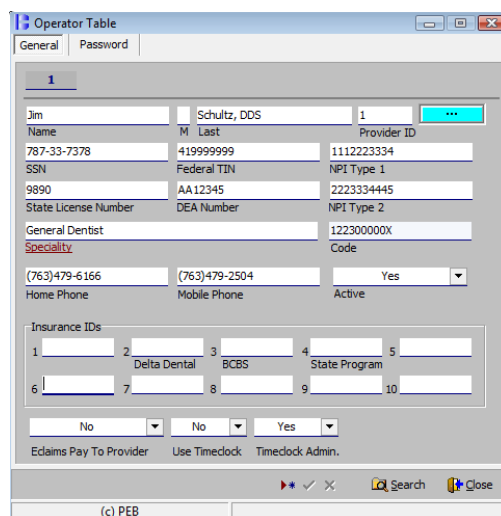 Operator Table
General Password
1
Jim Schultz, DDS 1 ...
Name M Last Provider ID
787-33-7378 419999999 1112223334
SSN Federal TIN NPI Type 1
9890 AA12345 2223334445
State License Number DEA Number NPI Type 2
General Dentist 122300000X
Speciality Code
(763)479-6166 (763)479-2504 Yes
Home Phone Mobile Phone Active
Insurance IDs
1 2 3 4 5
Delta Dental BCBS State Program
6 7 8 9 10
No No Yes
Eclaims Pay To Provider Use Timeclock Timeclock Admin.
Search Close
(c) PEB